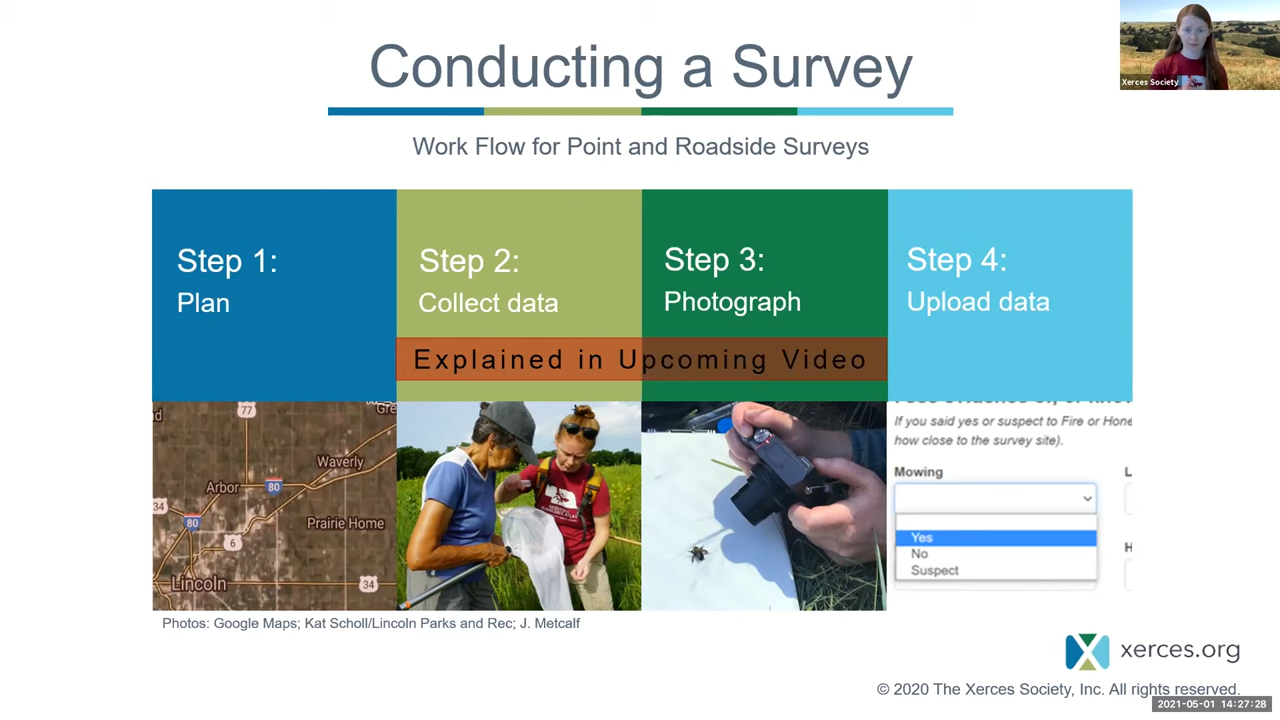 Conducting a Survey
Xerces Society
Work Flow for Point and Roadside Surveys
Step 1:
Plan
Step 2:
Collect data
Step 3:
Photograph
Step 4:
Upload data
Explained in Upcoming Video
77
Gre
Waverly
Arbor
80
34
80
Prairie Home
6
Lincoln
34
If you said yes or suspect to Fire or Hone
how close to the survey site).
Mowing
L
Yes
No
Suspect
H
Photos: Google Maps; Kat Scholl/Lincoln Parks and Rec; J. Metcalf
xerces.org
© 2020 The Xerces Society, Inc. All rights reserved.
2021-05-01 14:27:28